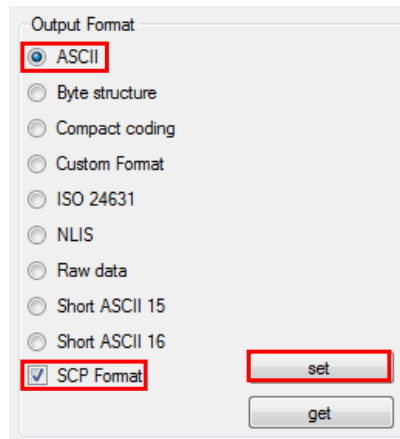 Output Format
ASCII
Byte structure
Compact coding
Custom Format
ISO 24631
NLIS
Raw data
Short ASCII 15
Short ASCII 16
SCP Format
set
get